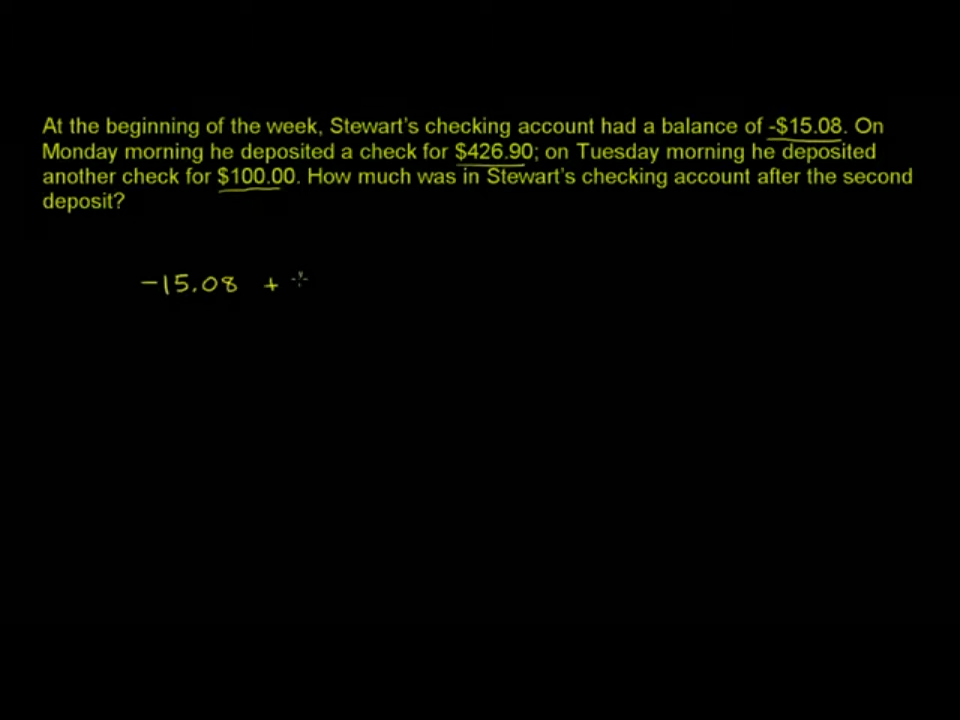 At the beginning of the week, Stewart's checking account had a balance of -$15.08. On
Monday morning he deposited a check for $426.90; on Tuesday morning he deposited
another check for $100.00. How much was in Stewart's checking account after the second
deposit?
-15.08 +